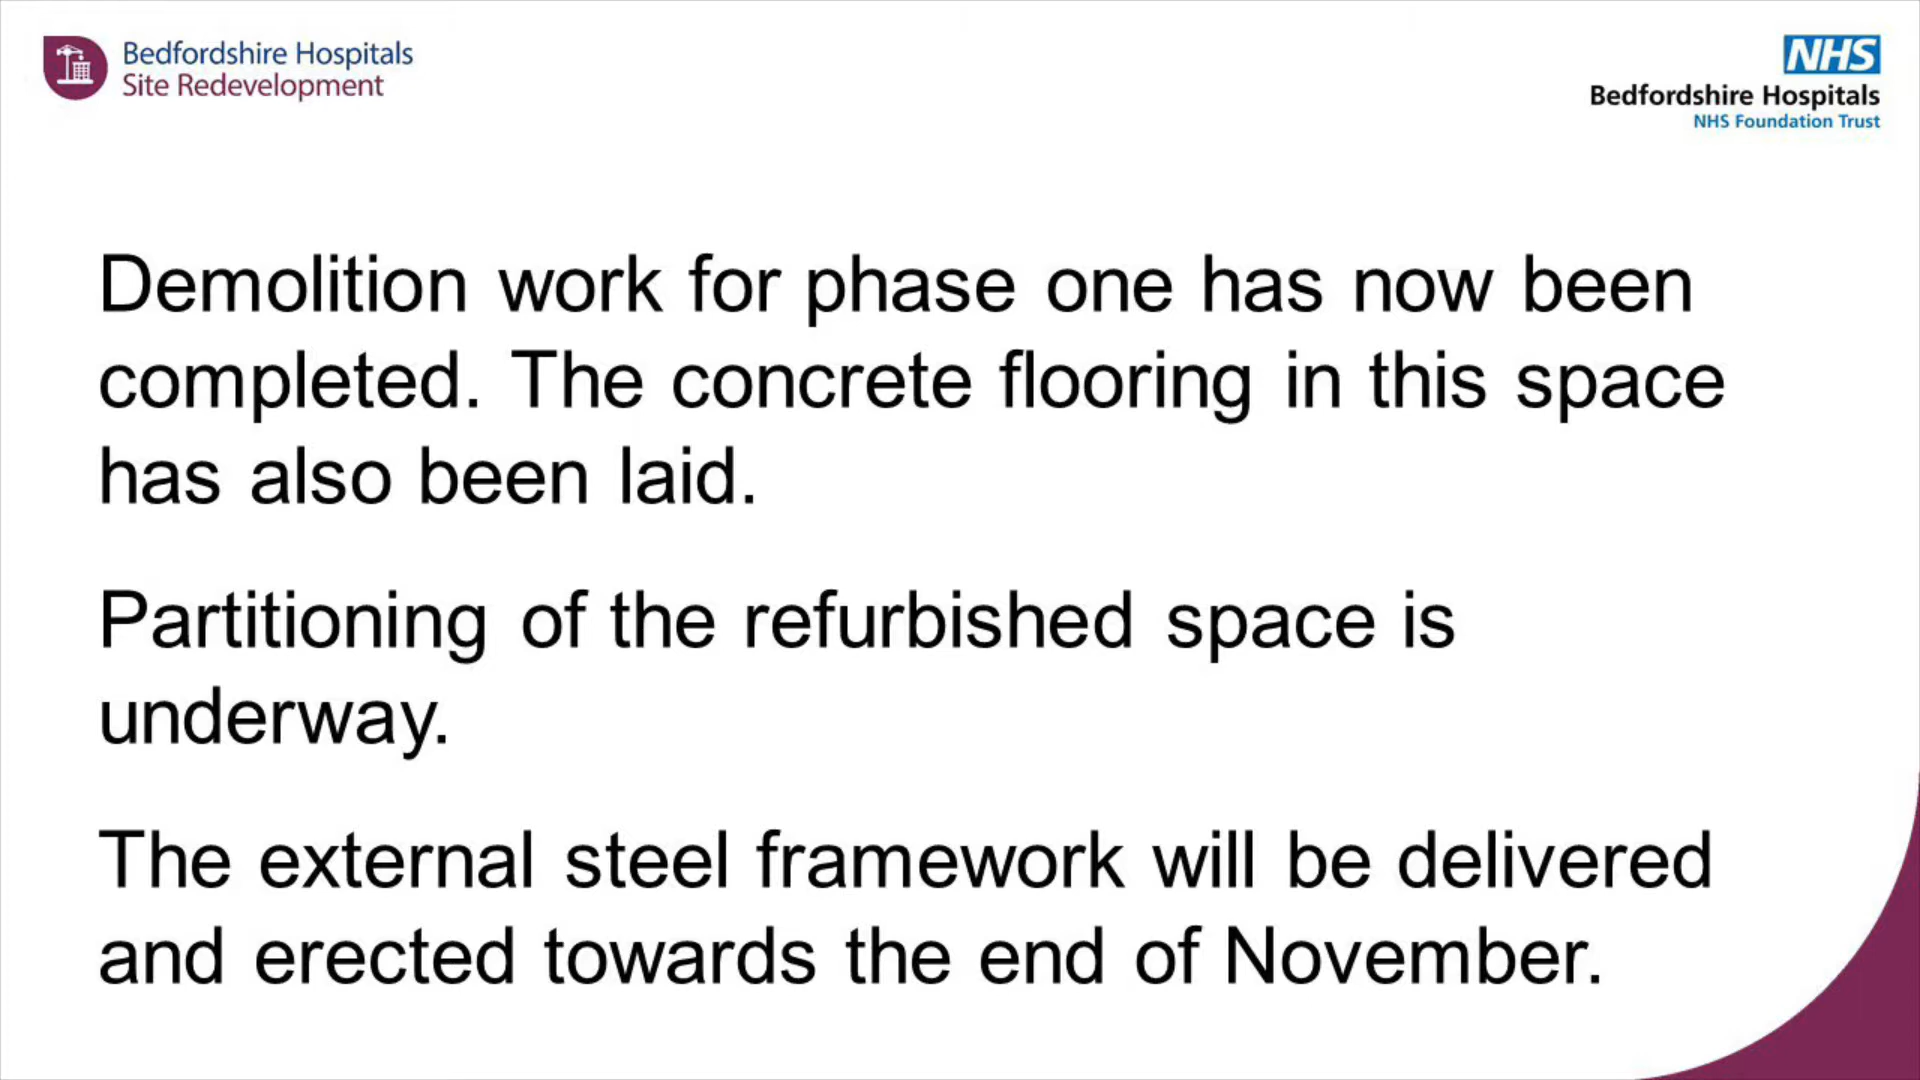 Bedfordshire Hospitals
Site Redevelopment
NHS
Bedfordshire Hospitals
NHS Foundation Trust
Demolition work for phase one has now been
completed. The concrete flooring in this space
has also been laid.
Partitioning of the refurbished space is
underway.
The external steel framework will be delivered
and erected towards the end of November.